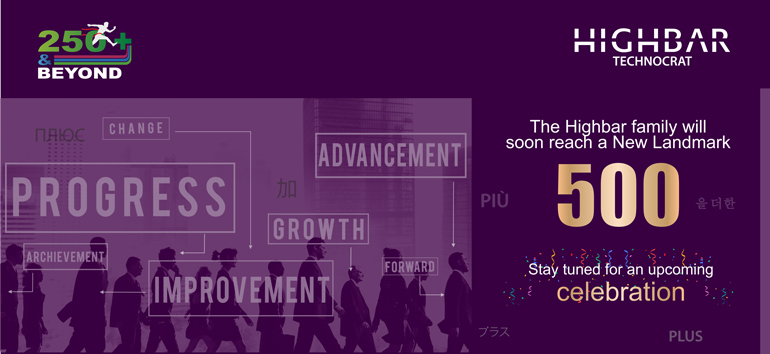 250+
&
BEYOND
HIGHBAR
TECHNOCRAT
ПЛЮС
CHANGE
ADVANCEMENT
PROGRESS
加
GROWTH
ARCHIEVEMENT
IMPROVEMENT
FORWARD
The Highbar family will
soon reach a New Landmark
500
PIÙ
을 더한
Stay tuned for an upcoming
celebration
プラス
PLUS